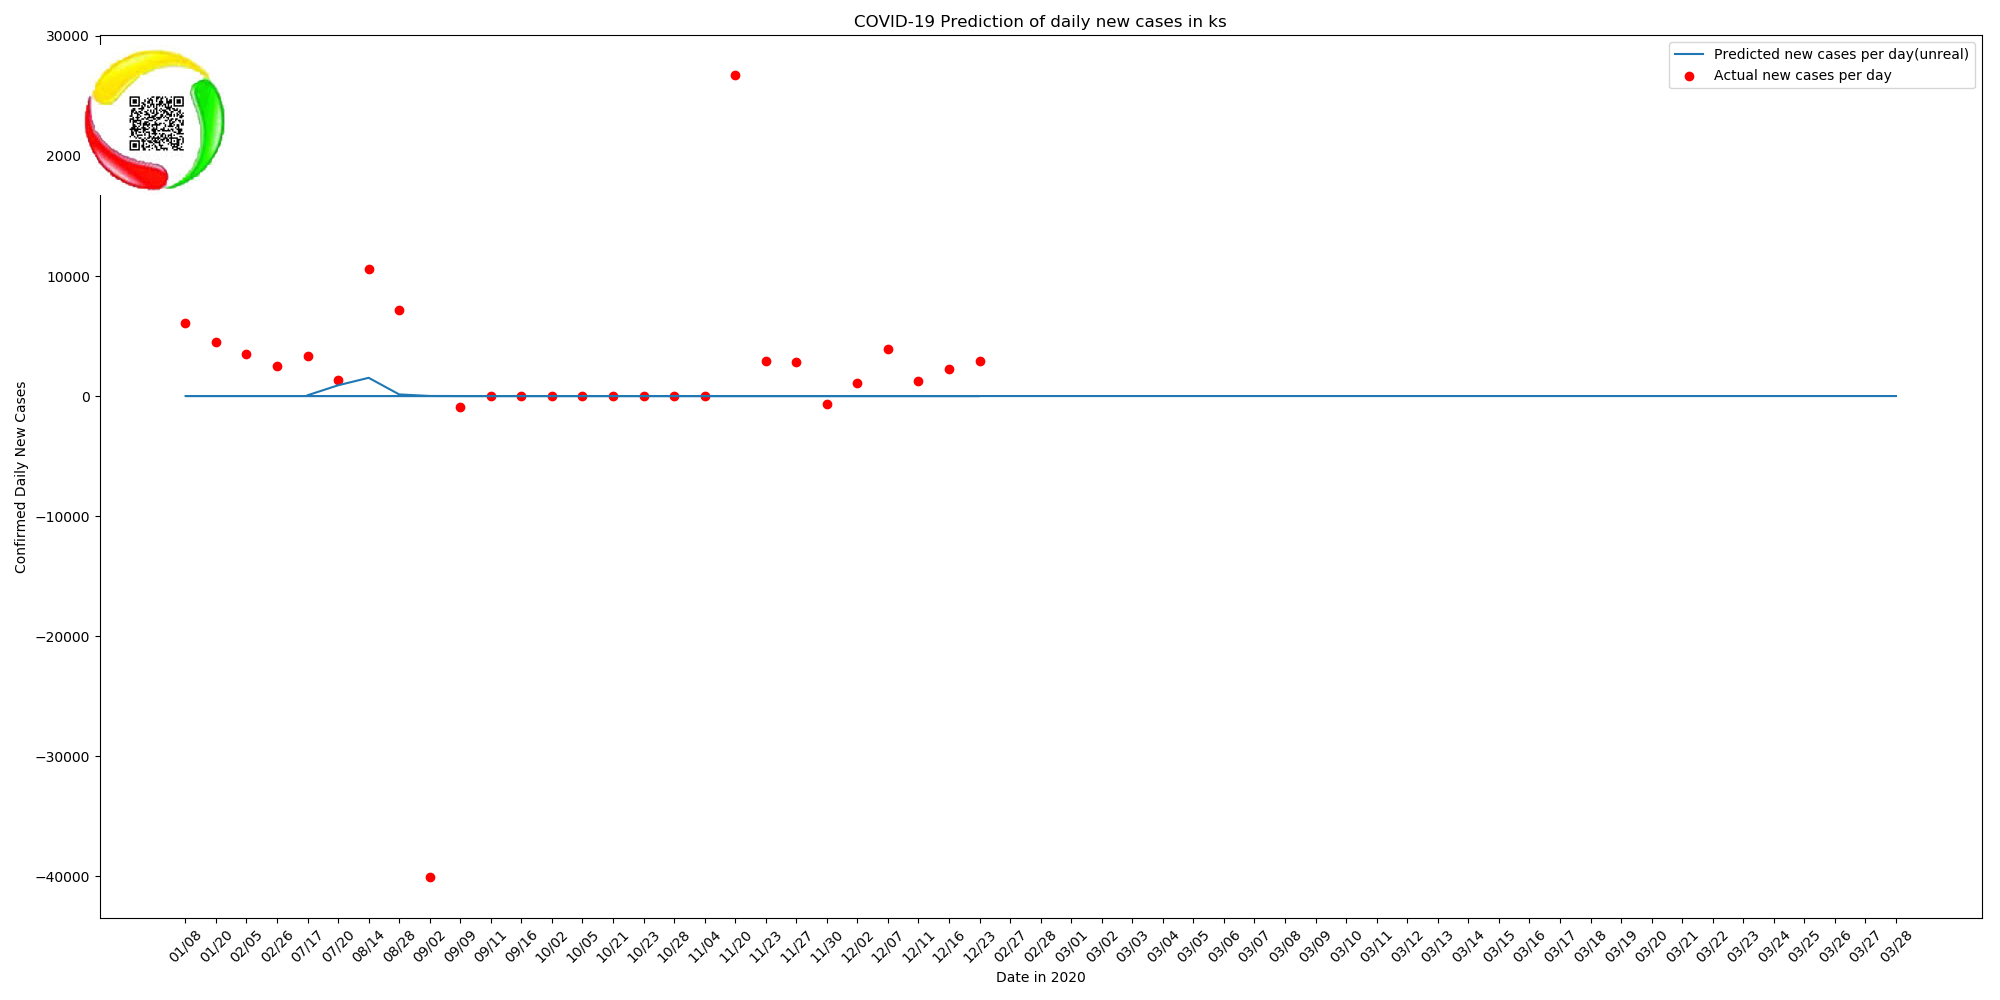 COVID-19 Prediction of daily new cases in ks
30000
2000
10000
0
−10000
−20000
−30000
−40000
Confirmed Daily New Cases
Predicted new cases per day(unreal)
Actual new cases per day
01/08 01/20 02/05 02/26 07/17 07/20 08/14 08/28 09/02 09/09 09/11 09/16 10/02 10/05 10/21 10/23 10/28 11/04 11/20 11/23 11/27 11/30 12/02 12/07 12/11 12/16 12/23 02/27 02/28 03/01 03/02 03/03 03/04 03/05 03/06 03/07 03/08 03/09 03/10 03/11 03/12 03/13 03/14 03/15 03/16 03/17 03/18 03/19 03/20 03/21 03/22 03/23 03/24 03/25 03/26 03/27 03/28
Date in 2020